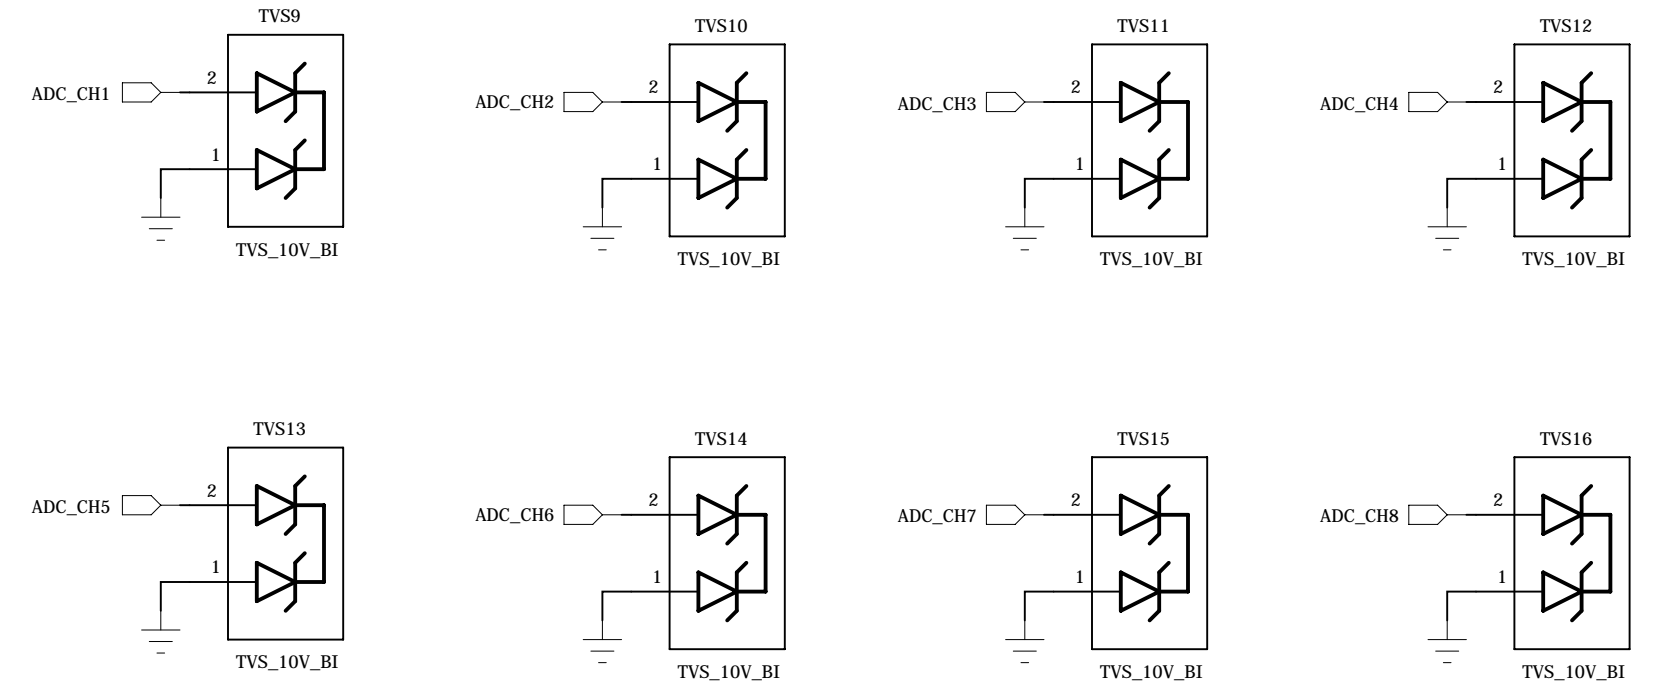 TVS9
TVS10
TVS11
TVS12
2
2
2
2
ADC_CH1
ADC_CH2
ADC_CH3
ADC_CH4
1
1
1
1
TVS_10V_BI
TVS_10V_BI
TVS_10V_BI
TVS_10V_BI
TVS13
TVS14
TVS15
TVS16
2
2
2
2
ADC_CH5
ADC_CH6
ADC_CH7
ADC_CH8
1
1
1
1
TVS_10V_BI
TVS_10V_BI
TVS_10V_BI
TVS_10V_BI